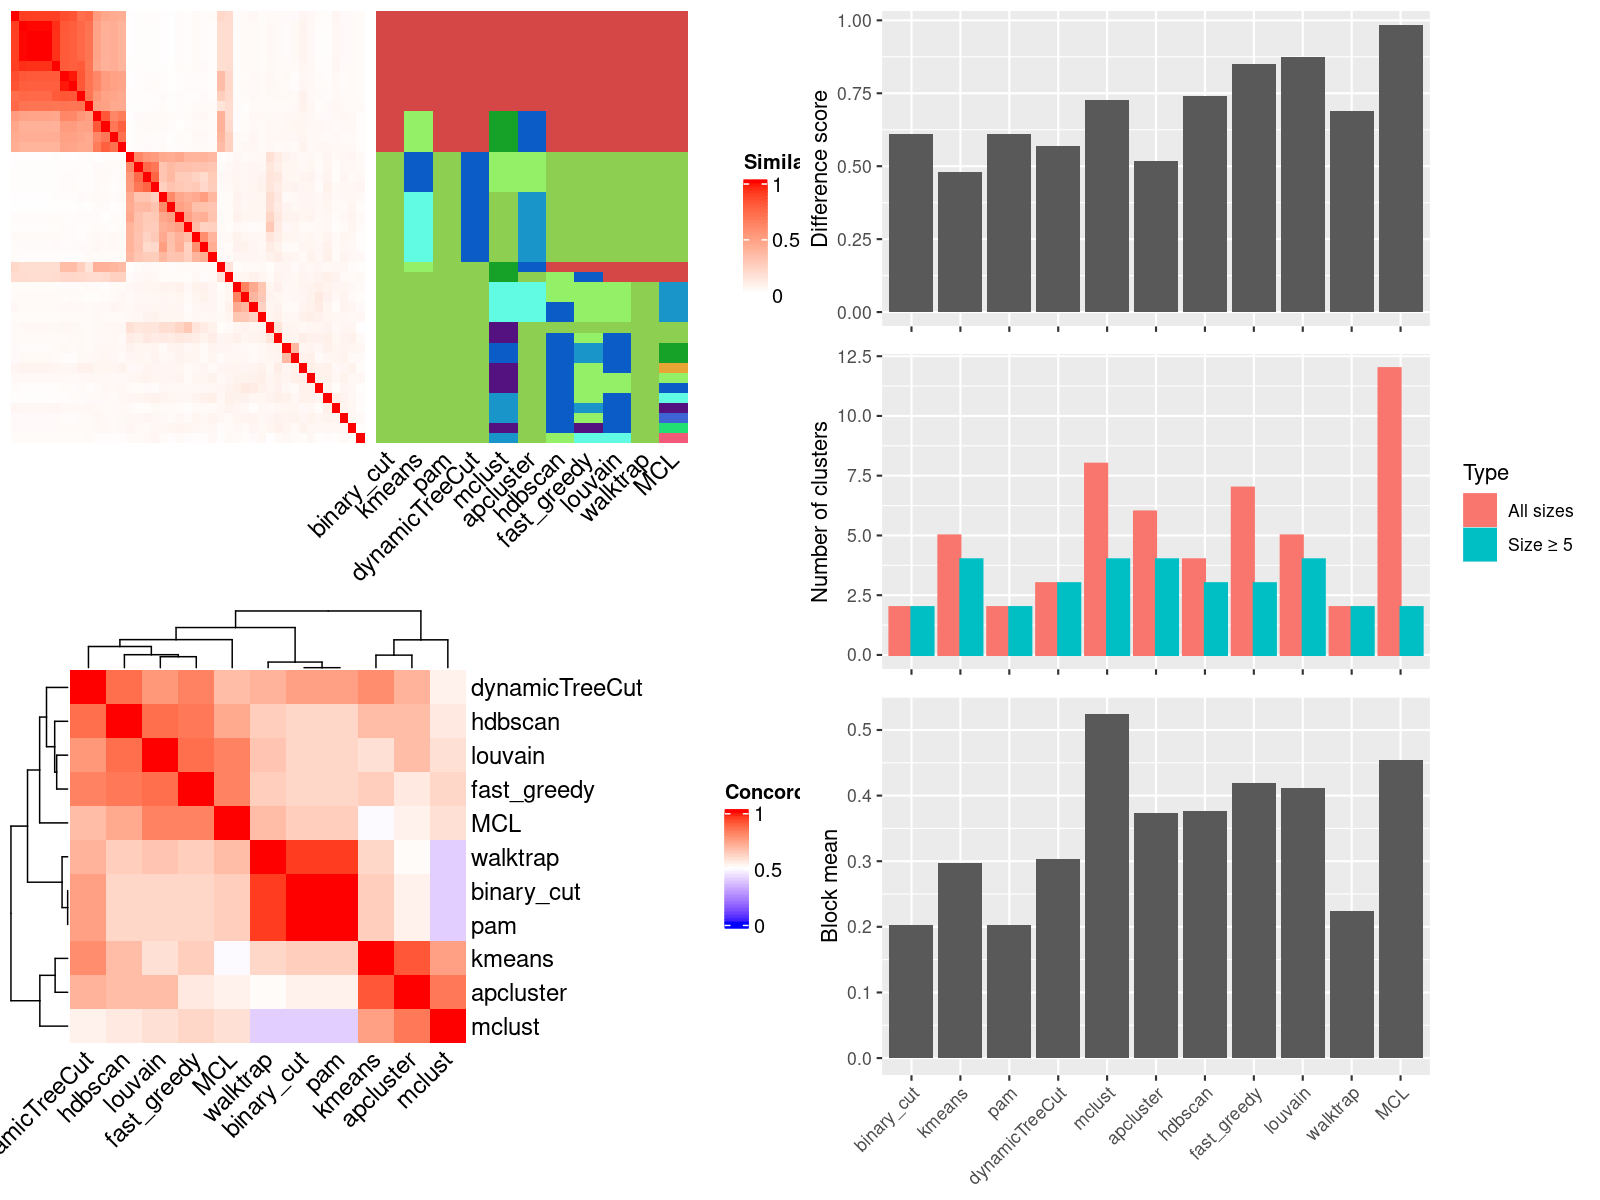 Simila
1
0.5
0
binary_cut
kmeans
pam
dynamicTreeCut
mclust
apcluster
hdbscan
fast_greedy
louvain
walktrap
MCL
dynamicTreeCut
hdbscan
louvain
fast_greedy
MCL
walktrap
binary_cut
pam
kmeans
apcluster
mclust
Concord
1
0.5
0
amicTreeCut
hdbscan
louvain
fast_greedy
MCL
walktrap
binary_cut
pam
kmeans
apcluster
mclust
Difference score
1.00
0.75
0.50
0.25
0.00
Number of clusters
12.5
10.0
7.5
5.0
2.5
0.0
Type
All sizes
Size ≥ 5
Block mean
0.5
0.4
0.3
0.2
0.1
0.0
binary_cut
kmeans
pam
dynamicTreeCut
mclust
apcluster
hdbscan
fast_greedy
louvain
walktrap
MCL